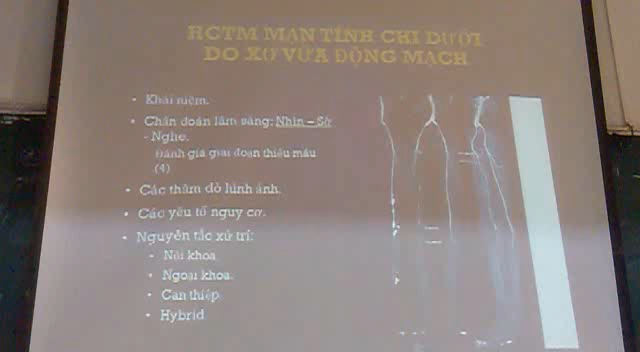 HCTM MẠN TÍNH CHI DƯỚI
DO XƠ VỮA ĐỘNG MẠCH
• Khái niệm.
• Chẩn đoán lâm sàng: Nhìn – Sờ
- Nghe.
Đánh giá giai đoạn thiếu máu
(4)
• Các thăm dò hình ảnh.
• Các yếu tố nguy cơ.
• Nguyên tắc xử trí:
• Nội khoa.
• Ngoại khoa.
• Can thiệp.
• Hybrid.